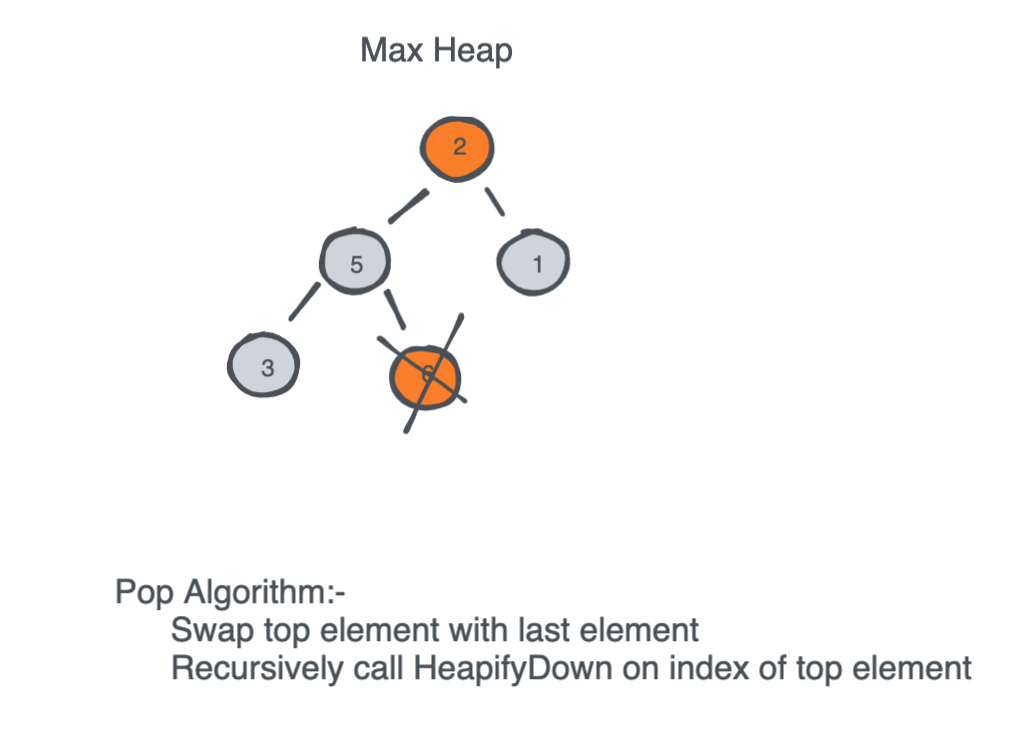 Max Heap
2
5
1
3
6
Pop Algorithm:-
Swap top element with last element
Recursively call HeapifyDown on index of top element